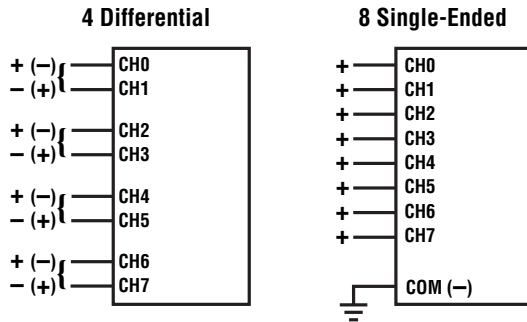 4 Differential
+ (–) { CH0
– (+) CH1
+ (–) { CH2
– (+) CH3
+ (–) { CH4
– (+) CH5
+ (–) { CH6
– (+) CH7
8 Single-Ended
+ CH0
+ CH1
+ CH2
+ CH3
+ CH4
+ CH5
+ CH6
+ CH7
COM (–)